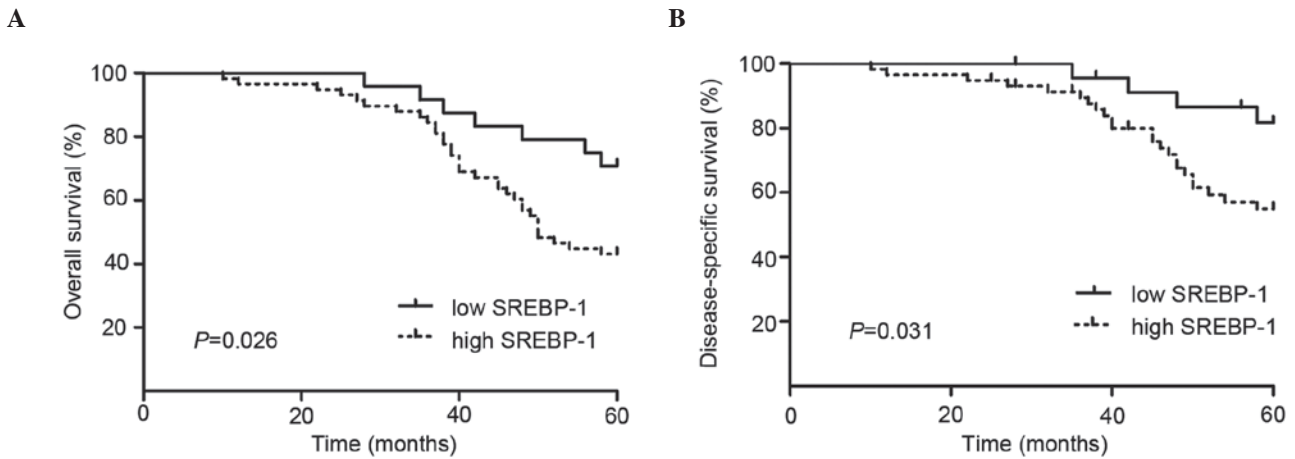 A
Overall survival (%)
100
80
60
40
20
0
20
40
60
Time (months)
low SREBP-1
high SREBP-1
P=0.026
B
Disease-specific survival (%)
100
80
60
40
20
0
20
40
60
Time (months)
low SREBP-1
high SREBP-1
P=0.031